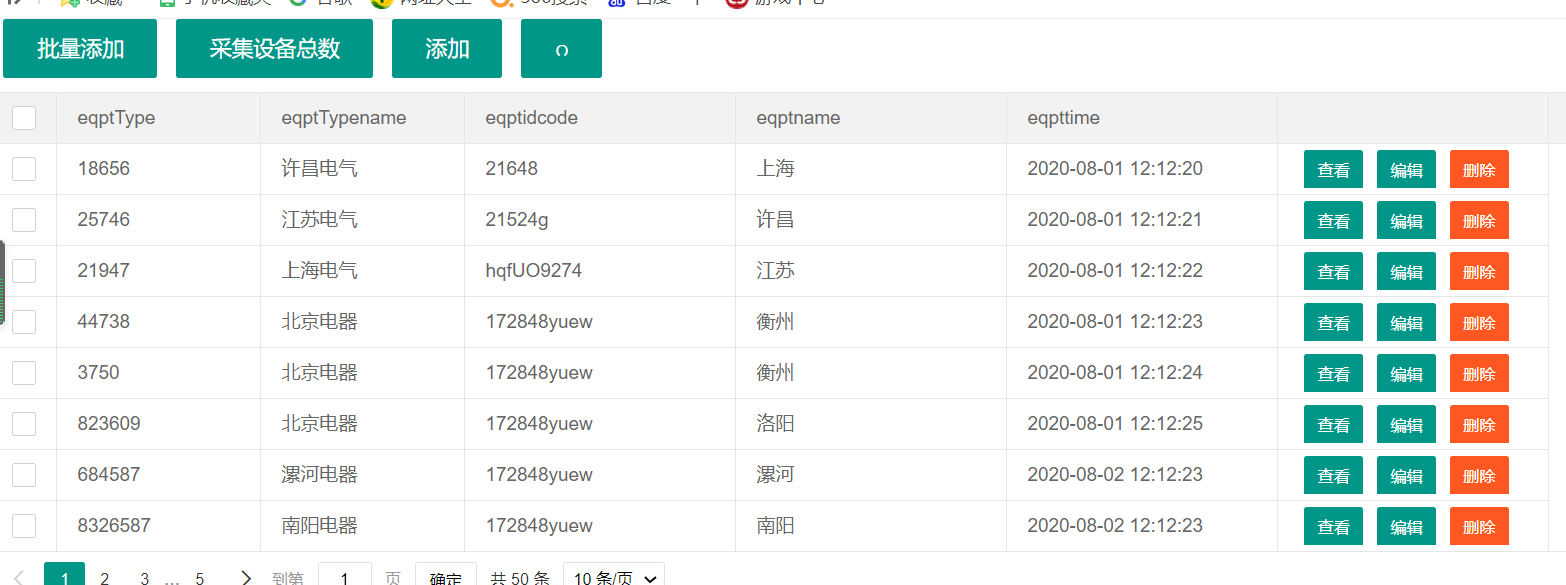 批量添加 采集设备总数 添加
eqptType eqptTypename eqptidcode eqptname eqpttime
18656 许昌电气 21648 上海 2020-08-01 12:12:20 查看 编辑 删除
25746 江苏电气 21524g 许昌 2020-08-01 12:12:21 查看 编辑 删除
21947 上海电气 hqfUO9274 江苏 2020-08-01 12:12:22 查看 编辑 删除
44738 北京电器 172848yuew 衡州 2020-08-01 12:12:23 查看 编辑 删除
3750 北京电器 172848yuew 衡州 2020-08-01 12:12:24 查看 编辑 删除
823609 北京电器 172848yuew 洛阳 2020-08-01 12:12:25 查看 编辑 删除
684587 漯河电器 172848yuew 漯河 2020-08-02 12:12:23 查看 编辑 删除
8326587 南阳电器 172848yuew 南阳 2020-08-02 12:12:23 查看 编辑 删除
1 2 3 … 5 到第 1 页 确定 共 50 条 10 条/页